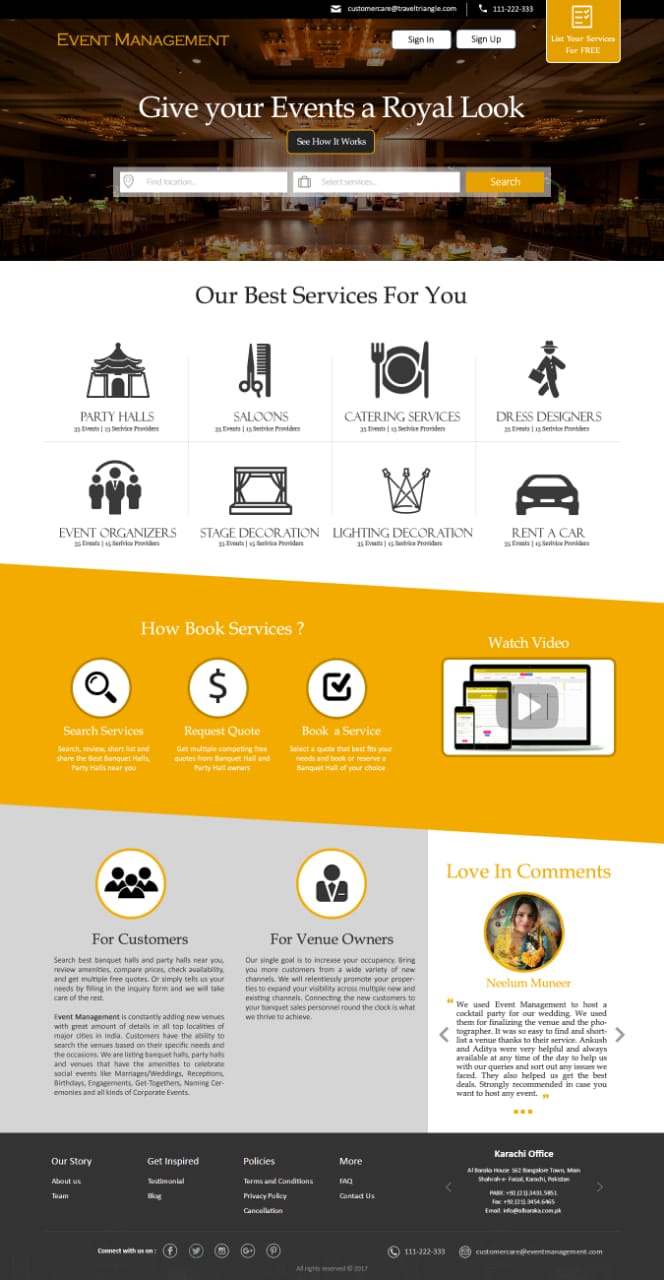 customercare@traveltriangle.com
111-222-333
EVENT MANAGEMENT
Sign In
Sign Up
List Your Services
For FREE
Give your Events a Royal Look
See How It Works
Find location...
Select services...
Search
Our Best Services For You
PARTY HALLS
35 Events | 15 Serivice Providers
SALOONS
35 Events | 15 Serivice Providers
CATERING SERVICES
35 Events | 15 Serivice Providers
DRESS DESIGNERS
35 Events | 15 Serivice Providers
EVENT ORGANIZERS
35 Events | 15 Serivice Providers
STAGE DECORATION
35 Events | 15 Serivice Providers
LIGHTING DECORATION
35 Events | 15 Serivice Providers
RENT A CAR
35 Events | 15 Serivice Providers
How Book Services ?
Search Services
Search, review, short list and
share the Best Banquet Halls,
Party Halls near you
Request Quote
Get multiple competing free
quotes from Banquet Hall and
Party Hall owners
Book a Service
Select a quote that best fits your
needs and book or reserve a
Banquet Hall of your choice
Watch Video
For Customers
Search best banquet halls and party halls near you,
review amenities, compare prices, check availability,
and get multiple free quotes. Or simply tells us your
needs by filling in the inquiry form and we will take
care of the rest.
Event Management is constantly adding new venues
with great amount of details in all top localities of
major cities in India. Customers have the ability to
search the venues based on their specific needs and
the occasions. We are listing banquet halls, party halls
and venues that have the amenities to celebrate
social events like Marriages/Weddings, Receptions,
Birthdays, Engagements, Get-Togethers, Naming Cer-
emonies and all kinds of Corporate Events.
For Venue Owners
Our single goal is to increase your occupancy. Bring
you more customers from a wide variety of new
channels. We will relentlessly promote your proper-
ties to expand your visibility across multiple new and
existing channels. Connecting the new customers to
your banquet sales personnel round the clock is what
we thrive to achieve.
Love In Comments
Neelum Muneer
“ We used Event Management to host a
cocktail party for our wedding. We used
them for finalizing the venue and the pho-
tographer. It was so easy to find and short-
list a venue thanks to their service. Ankush
and Aditya were very helpful and always
available at any time of the day to help us
with our queries and sort out any issues we
faced. They also helped us get the best
deals. Strongly recommended in case you
want to host any event. ”
Our Story
About us
Team
Get Inspired
Testimonial
Blog
Policies
Terms and Conditions
Privacy Policy
Cancellation
More
FAQ
Contact Us
Karachi Office
Al Baraka House 162 Bangalore Town, Main
Shahrah-e- Faisal, Karachi, Pakistan
PABX: +92.(21).3431.5851
Fax: +92.(21).3454.6465
Email: info@albaraka.com.pk
Connect with us on :
111-222-333
customercare@eventmanagement.com
All rights reserved © 2017